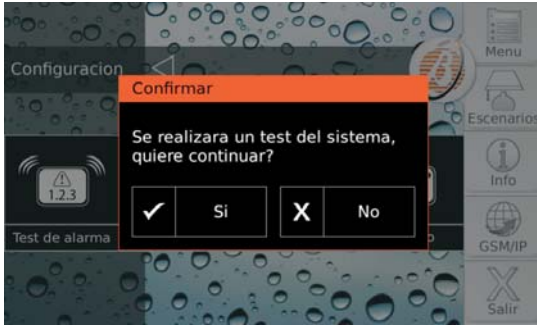 Configuracion
Menu
Confirmar
Escenarios
Se realizara un test del sistema,
quiere continuar?
Info
1.2.3
Si
No
Test de alarma
GSM/IP
Salir